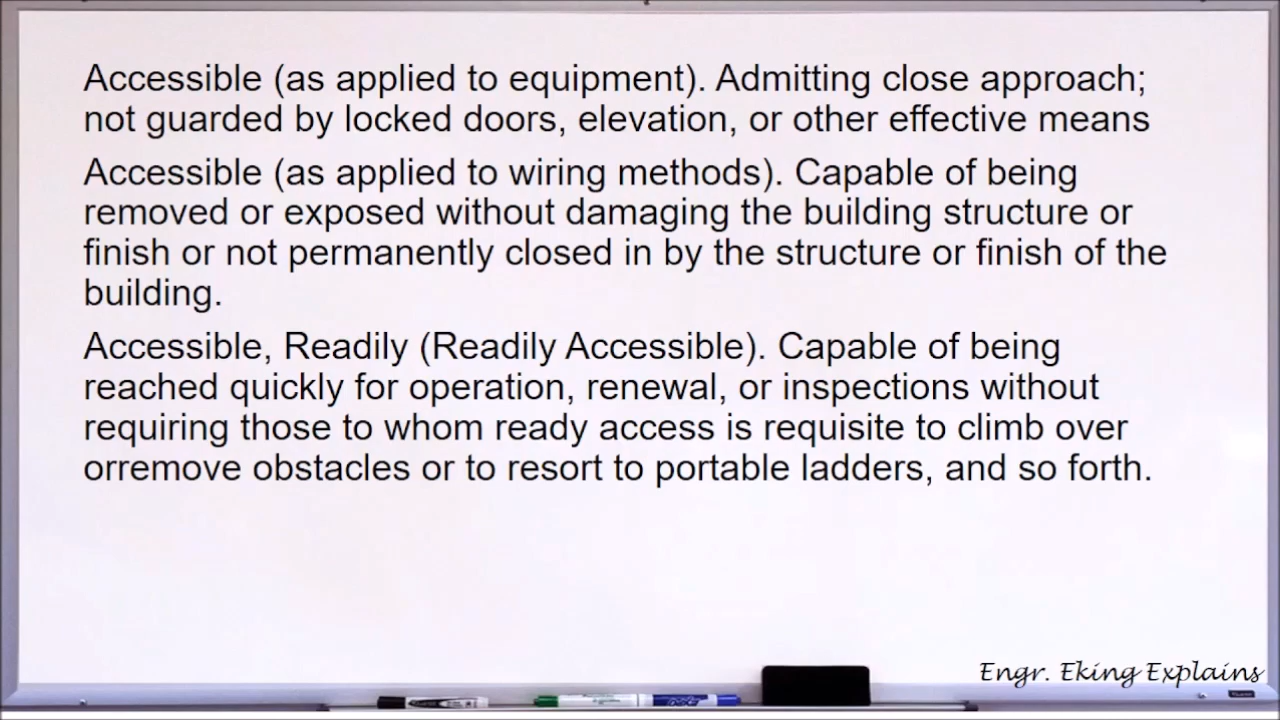 Accessible (as applied to equipment). Admitting close approach;
not guarded by locked doors, elevation, or other effective means
Accessible (as applied to wiring methods). Capable of being
removed or exposed without damaging the building structure or
finish or not permanently closed in by the structure or finish of the
building.
Accessible, Readily (Readily Accessible). Capable of being
reached quickly for operation, renewal, or inspections without
requiring those to whom ready access is requisite to climb over
orremove obstacles or to resort to portable ladders, and so forth.
Engr. Eking Explains